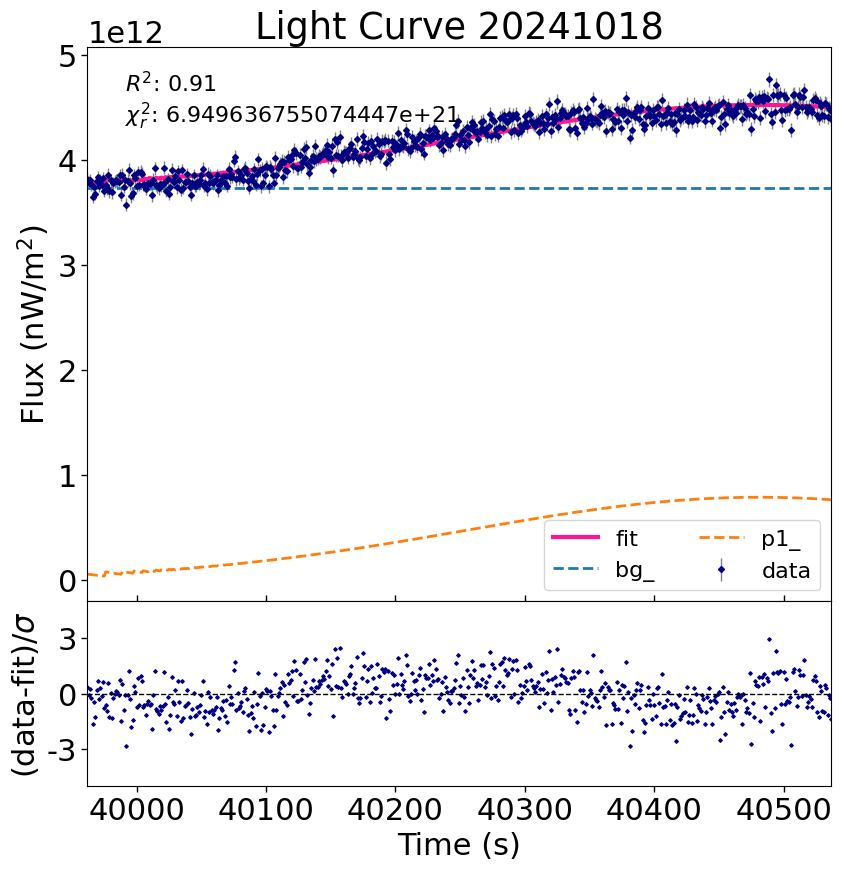 Light Curve 20241018
1e12
R²: 0.91
χ²ᵣ: 6.949636755074447e+21
5
4
3
2
1
0
Flux (nW/m²)
fit
bg_
p1_
data
3
0
-3
(data-fit)/σ
40000 40100 40200 40300 40400 40500
Time (s)